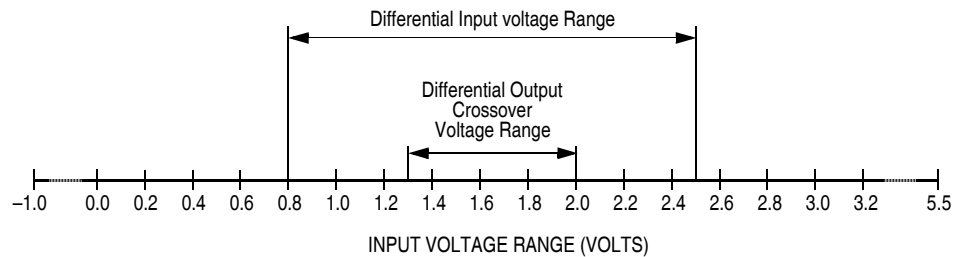 Differential Input voltage Range
Differential Output
Crossover
Voltage Range
–1.0 0.0 0.2 0.4 0.6 0.8 1.0 1.2 1.4 1.6 1.8 2.0 2.2 2.4 2.6 2.8 3.0 3.2 5.5
INPUT VOLTAGE RANGE (VOLTS)